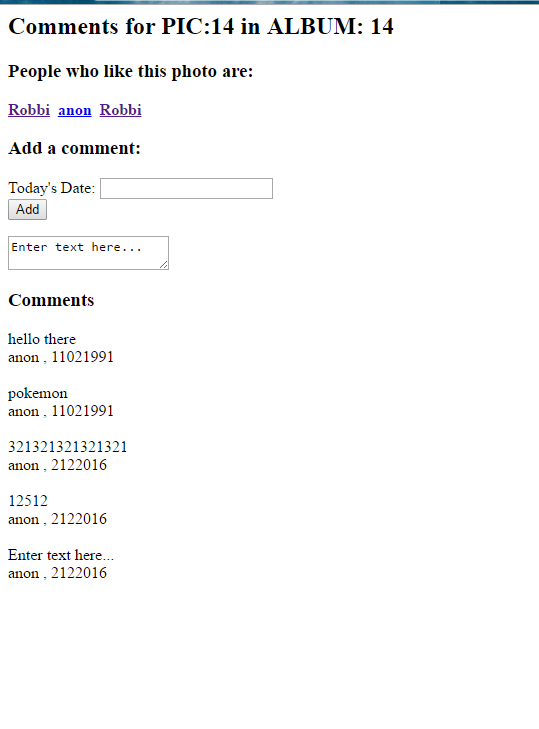 Comments for PIC:14 in ALBUM: 14
People who like this photo are:
Robbi anon Robbi
Add a comment:
Today's Date:
Add
Enter text here...
Comments
hello there
anon , 11021991
pokemon
anon , 11021991
321321321321321
anon , 2122016
12512
anon , 2122016
Enter text here...
anon , 2122016